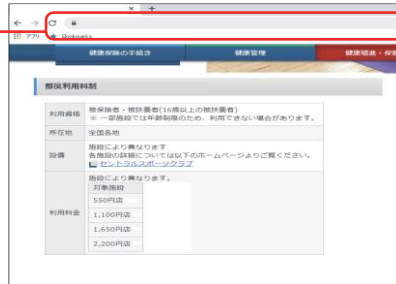 アプリ Bookmarks
健康保険の手続き 健康管理 健康増進・保
都度利用料制
利用資格 被保険者・被扶養者(16歳以上の被扶養者)
※ 一部施設では年齢制限のため、利用できない場合があります。
所在地 全国各地
設備 施設により異なります
各施設の詳細については以下のホームページよりご覧ください。
セントラルスポーツクラブ
利用料金 施設により異なります。
対象施設
550円店
1,100円店
1,650円店
2,200円店